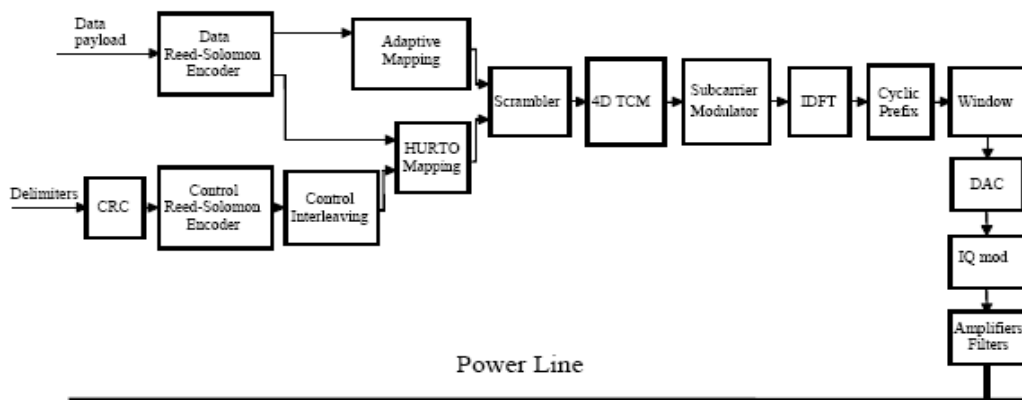 Data
payload
Data
Reed-Solomon
Encoder
Adaptive
Mapping
Scrambler
4D TCM
Subcarrier
Modulator
IDFT
Cyclic
Prefix
Window
HURTO
Mapping
Delimiters
CRC
Control
Reed-Solomon
Encoder
Control
Interleaving
DAC
IQ mod
Amplifiers
Filters
Power Line